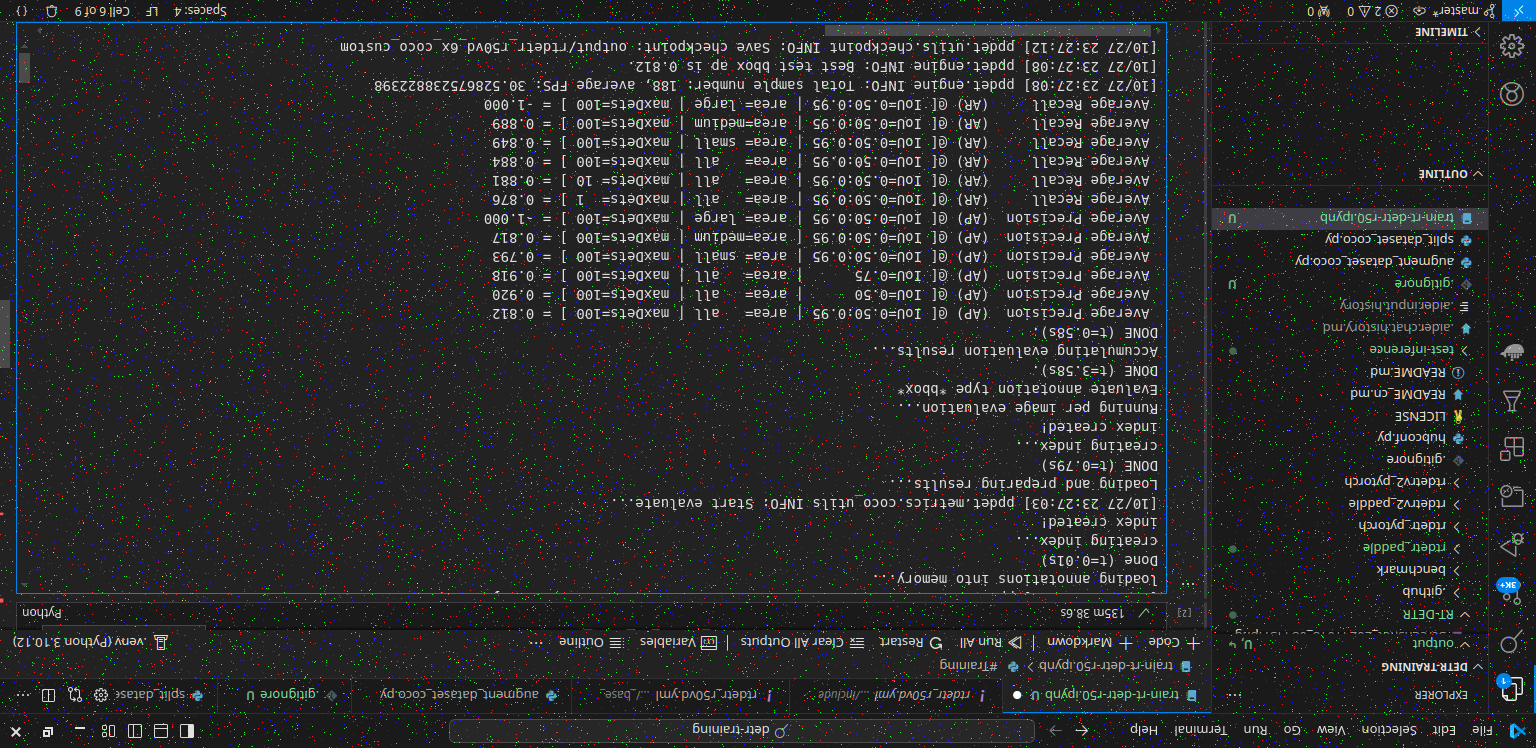 File Edit Selection View Go Run Terminal Help
detr-training
EXPLORER
DETR-TRAINING
output U
RT-DETR
.github
benchmark
rtdetr_paddle
rtdetr_pytorch
rtdetrv2_paddle
rtdetrv2_pytorch
.gitignore
hubconf.py
LICENSE
README_cn.md
README.md
test-inference
.aider.chat.history.md
.aider.input.history
.gitignore U
augment_dataset_coco.py
split_dataset_coco.py
train-rt-detr-r50.ipynb U
OUTLINE
TIMELINE
1
3K+
train-rt-detr-r50.ipynb U
rtdetr_r50vd.yml .../include
rtdetr_r50vd.yml .../_base_
augment_dataset_coco.py
.gitignore U
split_datase
train-rt-detr-r50.ipynb > #Training
Code Markdown Run All Restart Clear All Outputs Variables Outline ...
.venv (Python 3.10.12)
[2] 135m 38.6s
Python
loading annotations into memory...
Done (t=0.01s)
creating index...
index created!
[10/27 23:27:03] ppdet.metrics.coco_utils INFO: Start evaluate...
Loading and preparing results...
DONE (t=0.79s)
creating index...
index created!
Running per image evaluation...
Evaluate annotation type *bbox*
DONE (t=3.58s).
Accumulating evaluation results...
DONE (t=0.58s).
Average Precision (AP) @[ IoU=0.50:0.95 | area= all | maxDets=100 ] = 0.812
Average Precision (AP) @[ IoU=0.50 | area= all | maxDets=100 ] = 0.920
Average Precision (AP) @[ IoU=0.75 | area= all | maxDets=100 ] = 0.918
Average Precision (AP) @[ IoU=0.50:0.95 | area= small | maxDets=100 ] = 0.793
Average Precision (AP) @[ IoU=0.50:0.95 | area=medium | maxDets=100 ] = 0.817
Average Precision (AP) @[ IoU=0.50:0.95 | area= large | maxDets=100 ] = -1.000
Average Recall (AR) @[ IoU=0.50:0.95 | area= all | maxDets= 1 ] = 0.876
Average Recall (AR) @[ IoU=0.50:0.95 | area= all | maxDets= 10 ] = 0.881
Average Recall (AR) @[ IoU=0.50:0.95 | area= all | maxDets=100 ] = 0.884
Average Recall (AR) @[ IoU=0.50:0.95 | area= small | maxDets=100 ] = 0.849
Average Recall (AR) @[ IoU=0.50:0.95 | area=medium | maxDets=100 ] = 0.889
Average Recall (AR) @[ IoU=0.50:0.95 | area= large | maxDets=100 ] = -1.000
[10/27 23:27:08] ppdet.engine INFO: Total sample number: 188, average FPS: 30.528675238822398
[10/27 23:27:08] ppdet.engine INFO: Best test bbox ap is 0.812.
[10/27 23:27:12] ppdet.utils.checkpoint INFO: Save checkpoint: output/rtdetr_r50vd_6x_coco_custom
master* 2 0 0
Spaces: 4 LF Cell 6 of 9 { }